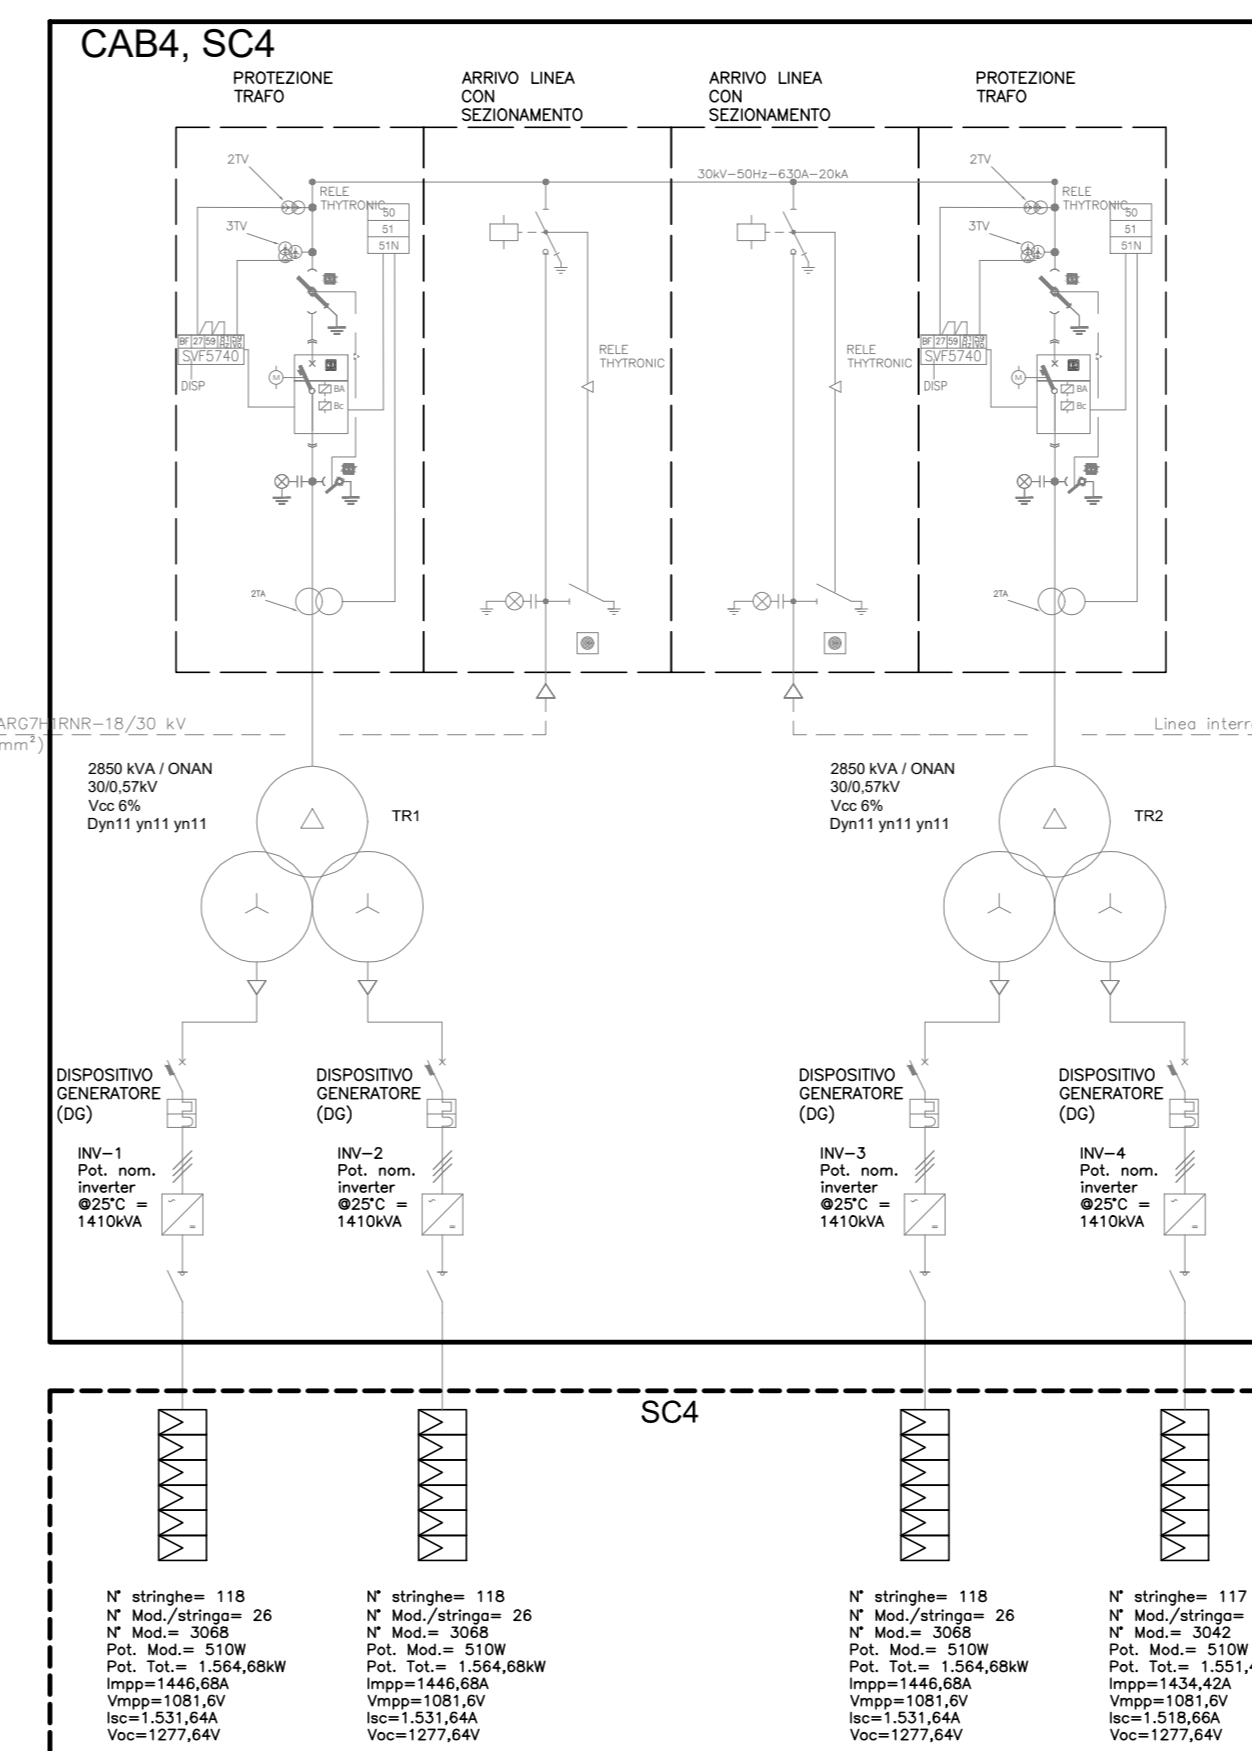 CAB4, SC4
PROTEZIONE
TRAFO
ARRIVO LINEA
CON
SEZIONAMENTO
ARRIVO LINEA
CON
SEZIONAMENTO
PROTEZIONE
TRAFO
2TV
RELE
THYTRONIC
50
51
51N
3TV
BF 27 59
SVF5740
DISP
M
BA
Bc
2TA
RELE
THYTRONIC
30kV-50Hz-630A-20kA
RELE
THYTRONIC
2TV
RELE
THYTRONIC
50
51
51N
3TV
BF 27 59
SVF5740
DISP
M
BA
Bc
2TA
ARG7H1RNR-18/30 kV
mm²)
Linea interr
2850 kVA / ONAN
30/0,57kV
Vcc 6%
Dyn11 yn11 yn11
TR1
2850 kVA / ONAN
30/0,57kV
Vcc 6%
Dyn11 yn11 yn11
TR2
DISPOSITIVO
GENERATORE
(DG)
DISPOSITIVO
GENERATORE
(DG)
DISPOSITIVO
GENERATORE
(DG)
DISPOSITIVO
GENERATORE
(DG)
INV-1
Pot. nom.
inverter
@25°C =
1410kVA
INV-2
Pot. nom.
inverter
@25°C =
1410kVA
INV-3
Pot. nom.
inverter
@25°C =
1410kVA
INV-4
Pot. nom.
inverter
@25°C =
1410kVA
SC4
N° stringhe= 118
N° Mod./stringa= 26
N° Mod.= 3068
Pot. Mod.= 510W
Pot. Tot.= 1.564,68kW
Impp=1446,68A
Vmpp=1081,6V
Isc=1.531,64A
Voc=1277,64V
N° stringhe= 118
N° Mod./stringa= 26
N° Mod.= 3068
Pot. Mod.= 510W
Pot. Tot.= 1.564,68kW
Impp=1446,68A
Vmpp=1081,6V
Isc=1.531,64A
Voc=1277,64V
N° stringhe= 118
N° Mod./stringa= 26
N° Mod.= 3068
Pot. Mod.= 510W
Pot. Tot.= 1.564,68kW
Impp=1446,68A
Vmpp=1081,6V
Isc=1.531,64A
Voc=1277,64V
N° stringhe= 117
N° Mod./stringa=
N° Mod.= 3042
Pot. Mod.= 510W
Pot. Tot.= 1.551,4
Impp=1434,42A
Vmpp=1081,6V
Isc=1.518,66A
Voc=1277,64V